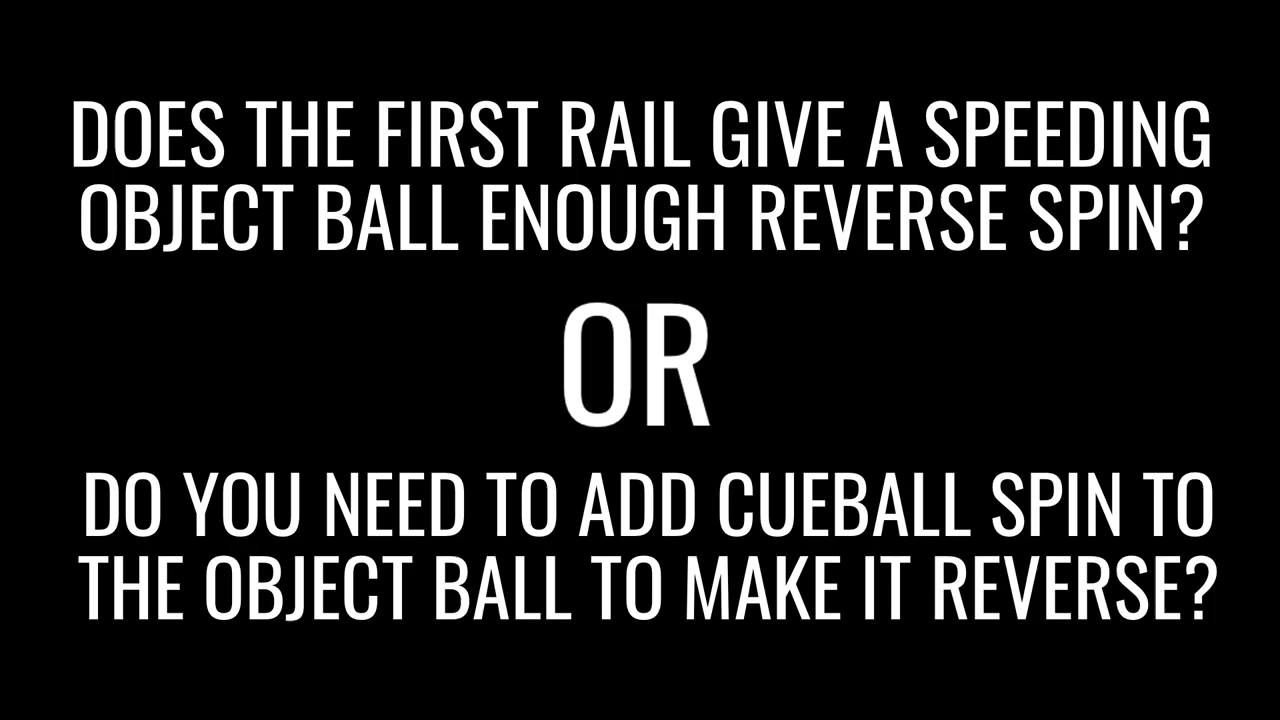 DOES THE FIRST RAIL GIVE A SPEEDING
OBJECT BALL ENOUGH REVERSE SPIN?
OR
DO YOU NEED TO ADD CUEBALL SPIN TO
THE OBJECT BALL TO MAKE IT REVERSE?